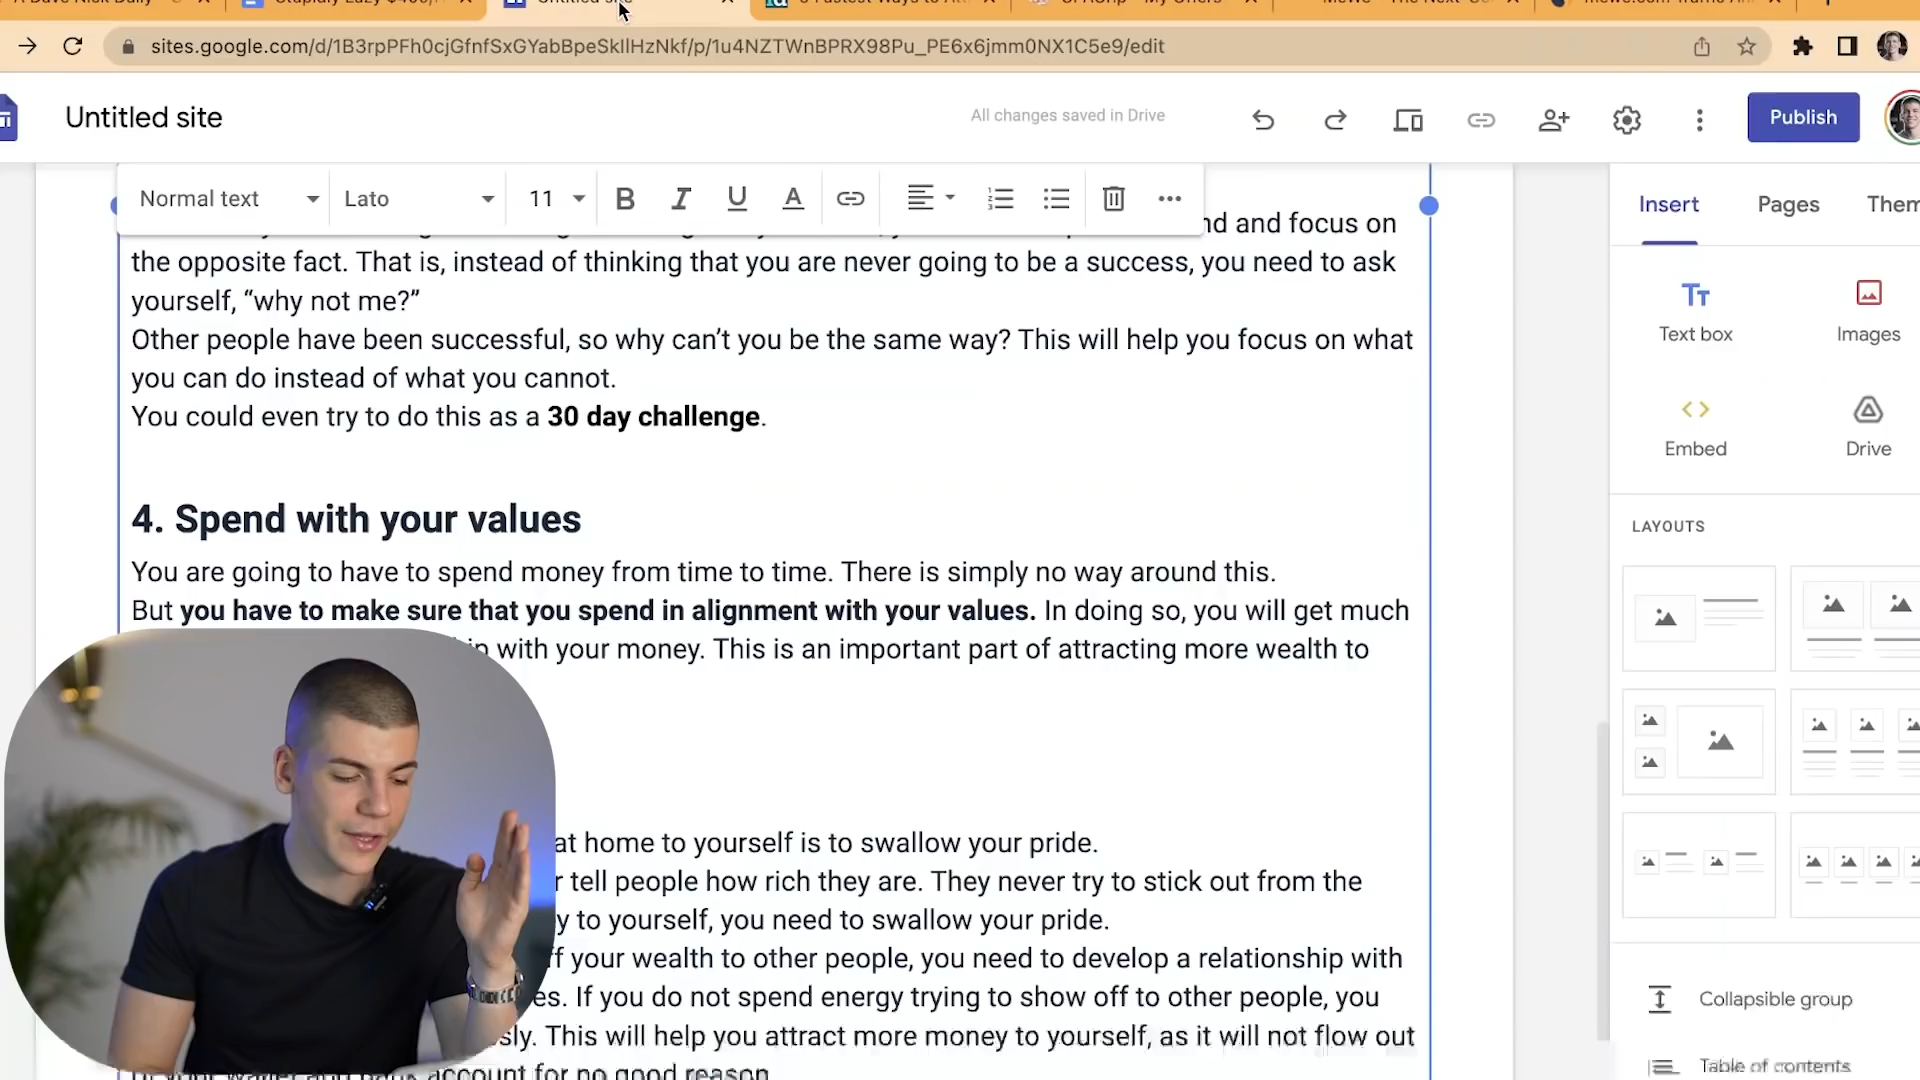 Untitled site
sites.google.com/d/1B3rpPFh0cjGfnfSxGYabBpeSkllHzNkf/p/1u4NZTWnBPRX98Pu_PE6x6jmm0NX1C5e9/edit
Untitled site
All changes saved in Drive
Publish
Normal text
Lato
11
Insert
Pages
Them
nd and focus on
the opposite fact. That is, instead of thinking that you are never going to be a success, you need to ask
yourself, “why not me?”
Other people have been successful, so why can’t you be the same way? This will help you focus on what
you can do instead of what you cannot.
You could even try to do this as a 30 day challenge.
4. Spend with your values
You are going to have to spend money from time to time. There is simply no way around this.
But you have to make sure that you spend in alignment with your values. In doing so, you will get much
with your money. This is an important part of attracting more wealth to
at home to yourself is to swallow your pride.
r tell people how rich they are. They never try to stick out from the
y to yourself, you need to swallow your pride.
ff your wealth to other people, you need to develop a relationship with
es. If you do not spend energy trying to show off to other people, you
sly. This will help you attract more money to yourself, as it will not flow out
account for no good reason
Text box
Images
Embed
Drive
LAYOUTS
Collapsible group
Table of contents